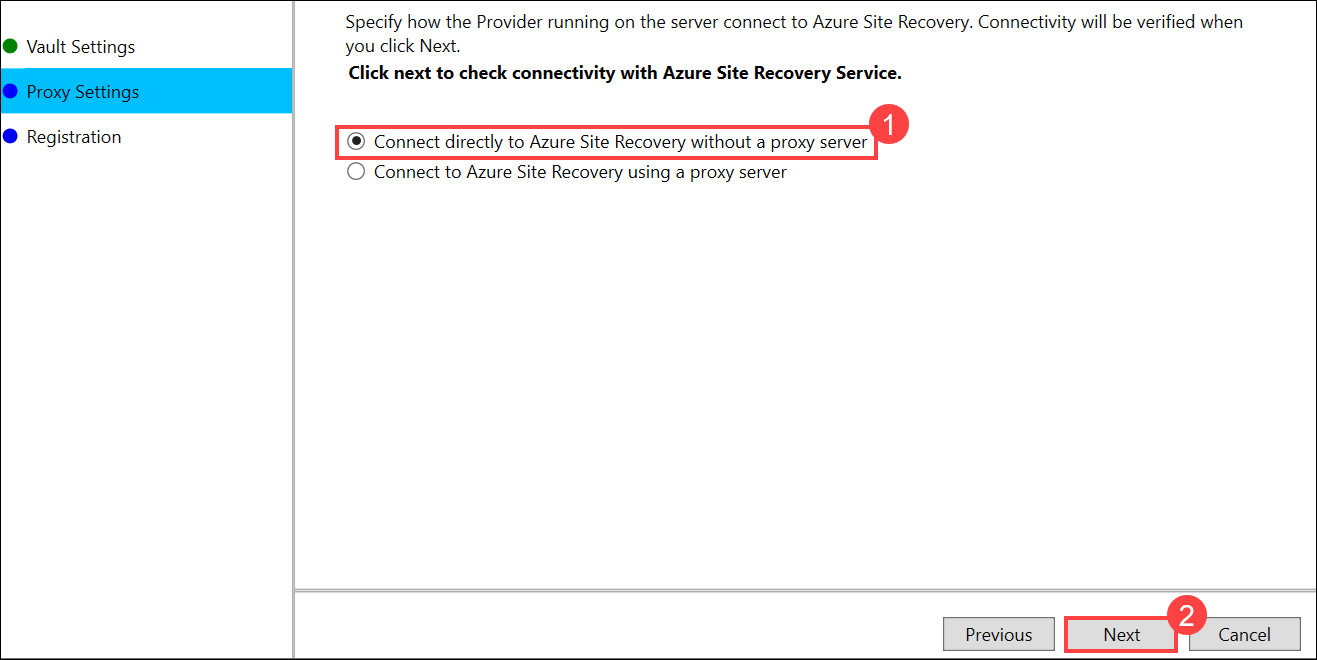 Vault Settings
Proxy Settings
Registration
Specify how the Provider running on the server connect to Azure Site Recovery. Connectivity will be verified when
you click Next.
Click next to check connectivity with Azure Site Recovery Service.
1
Connect directly to Azure Site Recovery without a proxy server
Connect to Azure Site Recovery using a proxy server
2
Previous
Next
Cancel